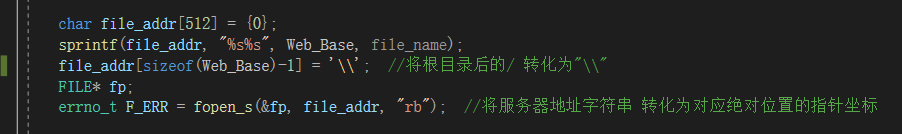 char file_addr[512] = {0};
sprintf(file_addr, "%s%s", Web_Base, file_name);
file_addr[sizeof(Web_Base)-1] = '\\';  //将根目录后的/ 转化为"\\"
FILE* fp;
errno_t F_ERR = fopen_s(&fp, file_addr, "rb");  //将服务器地址字符串 转化为对应绝对位置的指针坐标